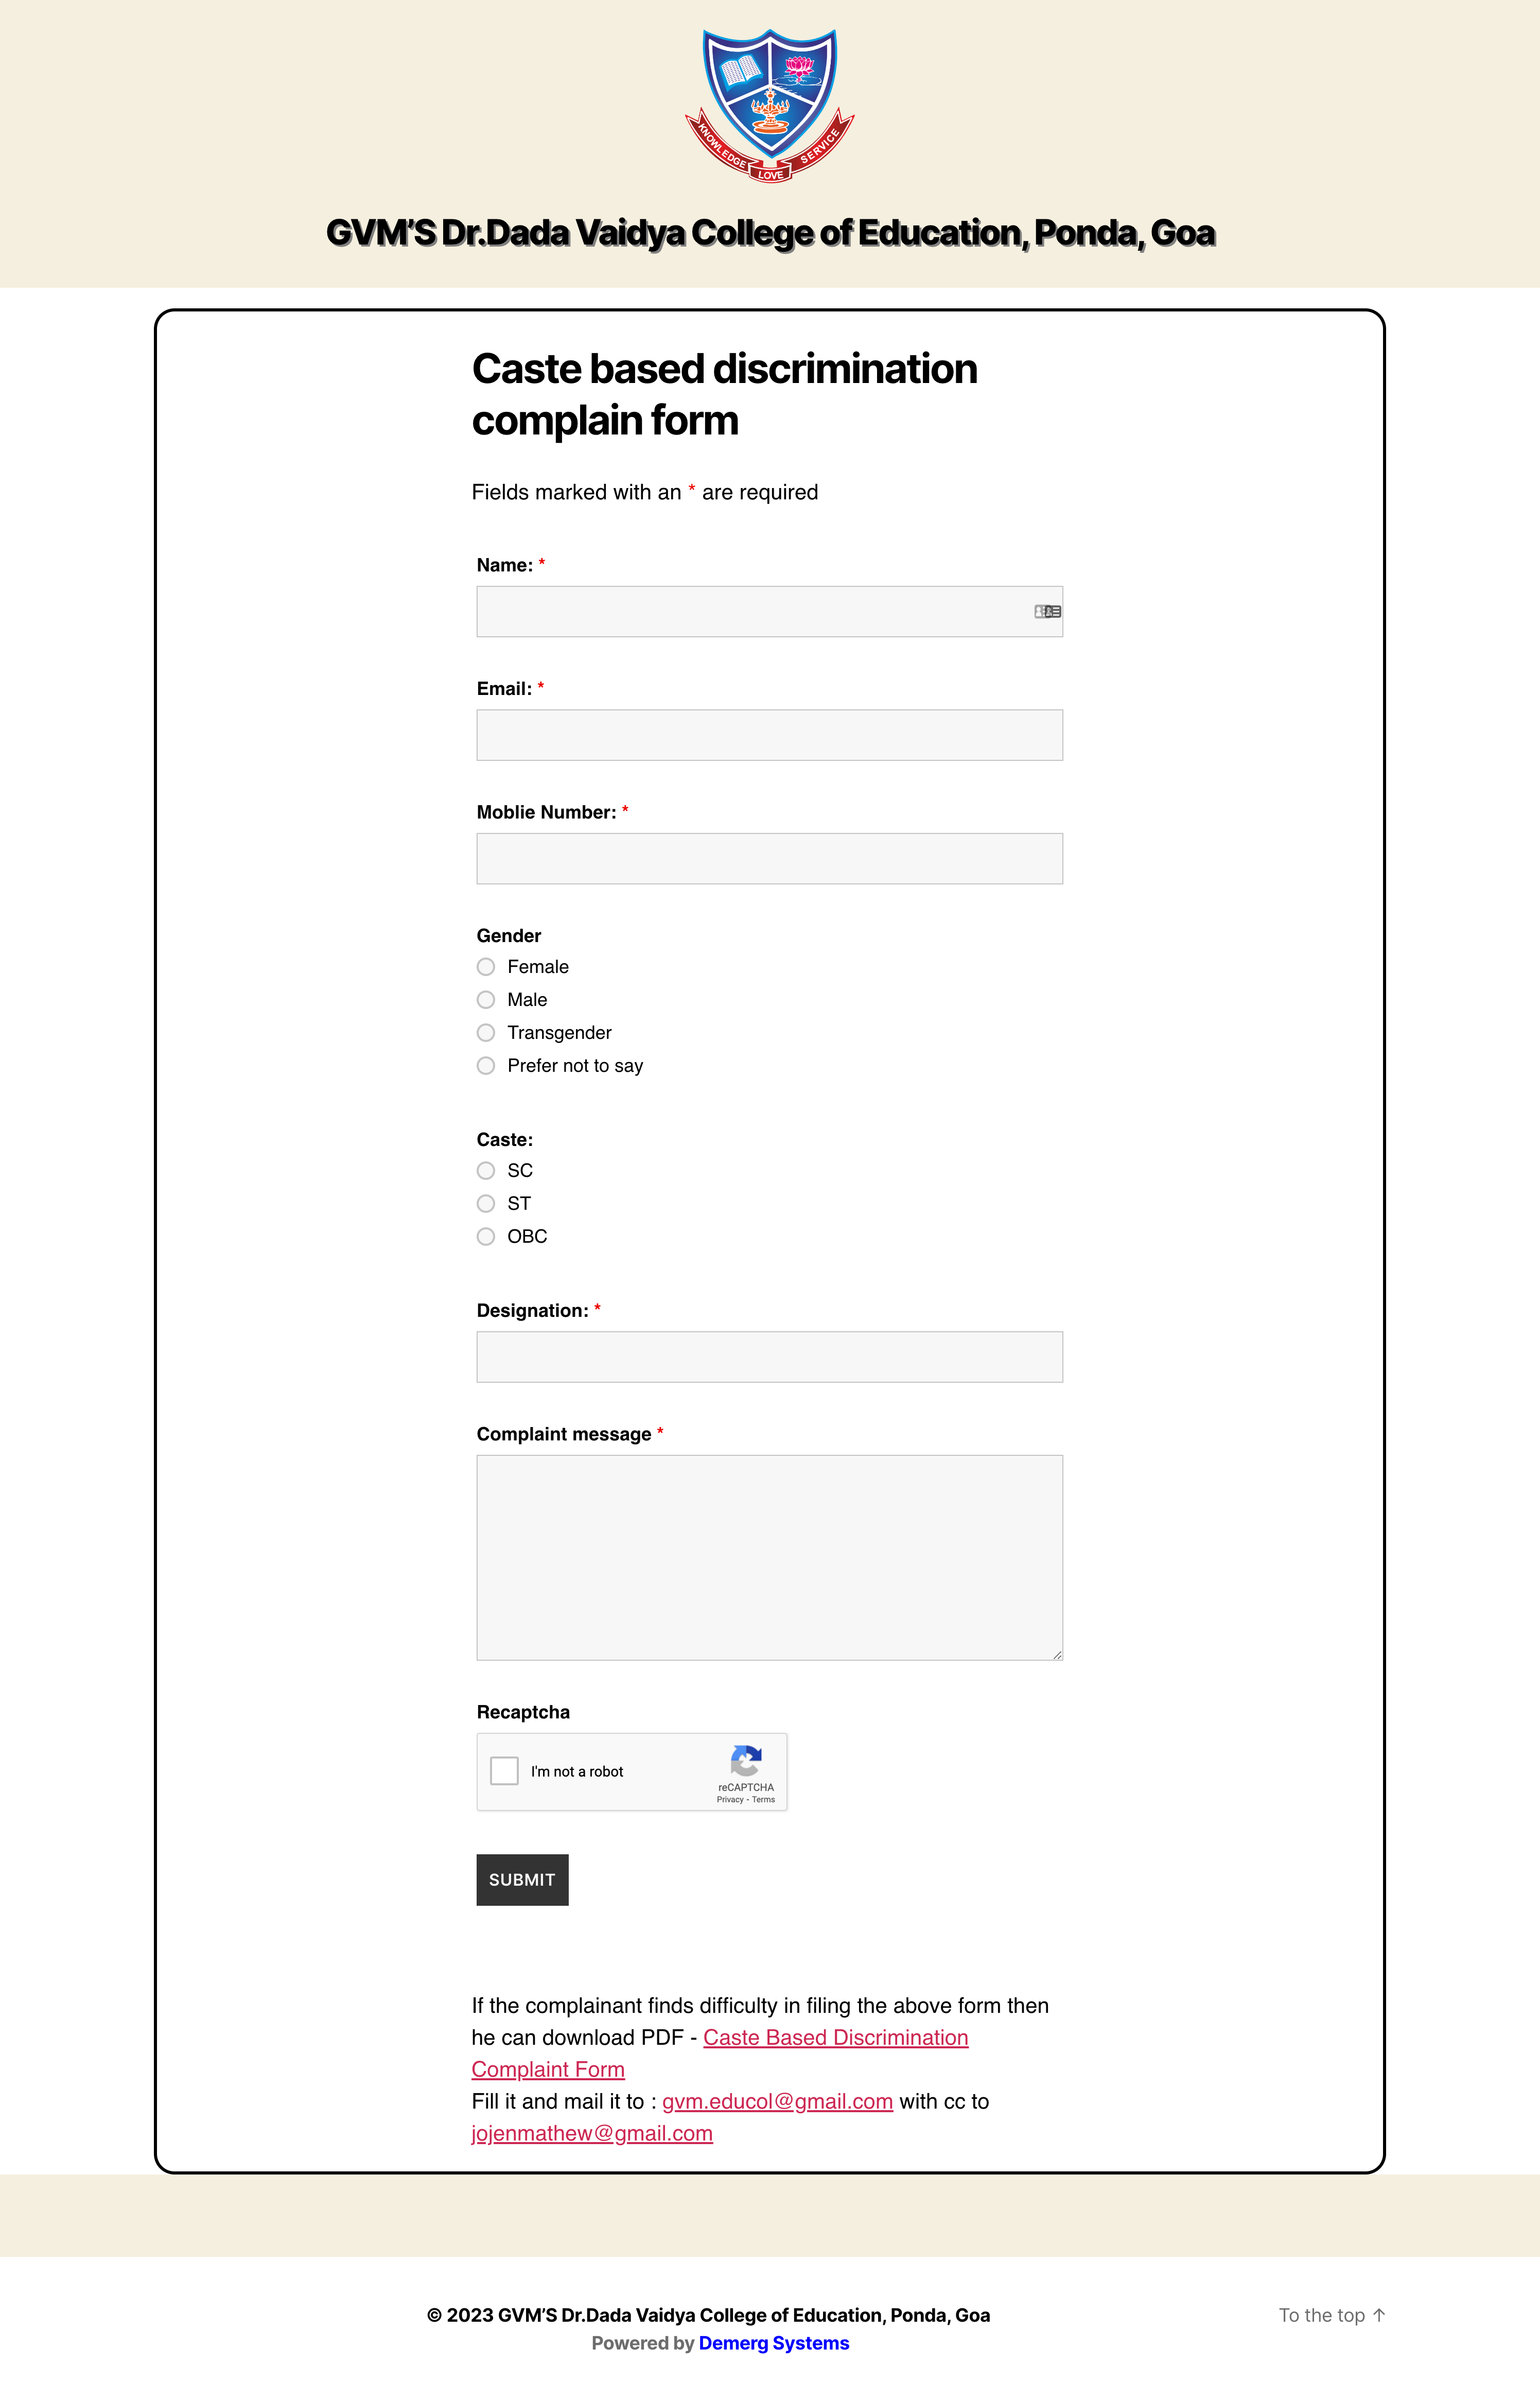 KNOWLEDGE LOVE SERVICE
GVM'S Dr.Dada Vaidya College of Education, Ponda, Goa
Caste based discrimination
complain form
Fields marked with an * are required
Name: *
Email: *
Moblie Number: *
Gender
Female
Male
Transgender
Prefer not to say
Caste:
SC
ST
OBC
Designation: *
Complaint message *
Recaptcha
I'm not a robot
reCAPTCHA
Privacy - Terms
SUBMIT
If the complainant finds difficulty in filing the above form then
he can download PDF - Caste Based Discrimination
Complaint Form
Fill it and mail it to : gvm.educol@gmail.com with cc to
jojenmathew@gmail.com
© 2023 GVM'S Dr.Dada Vaidya College of Education, Ponda, Goa
Powered by Demerg Systems
To the top ↑